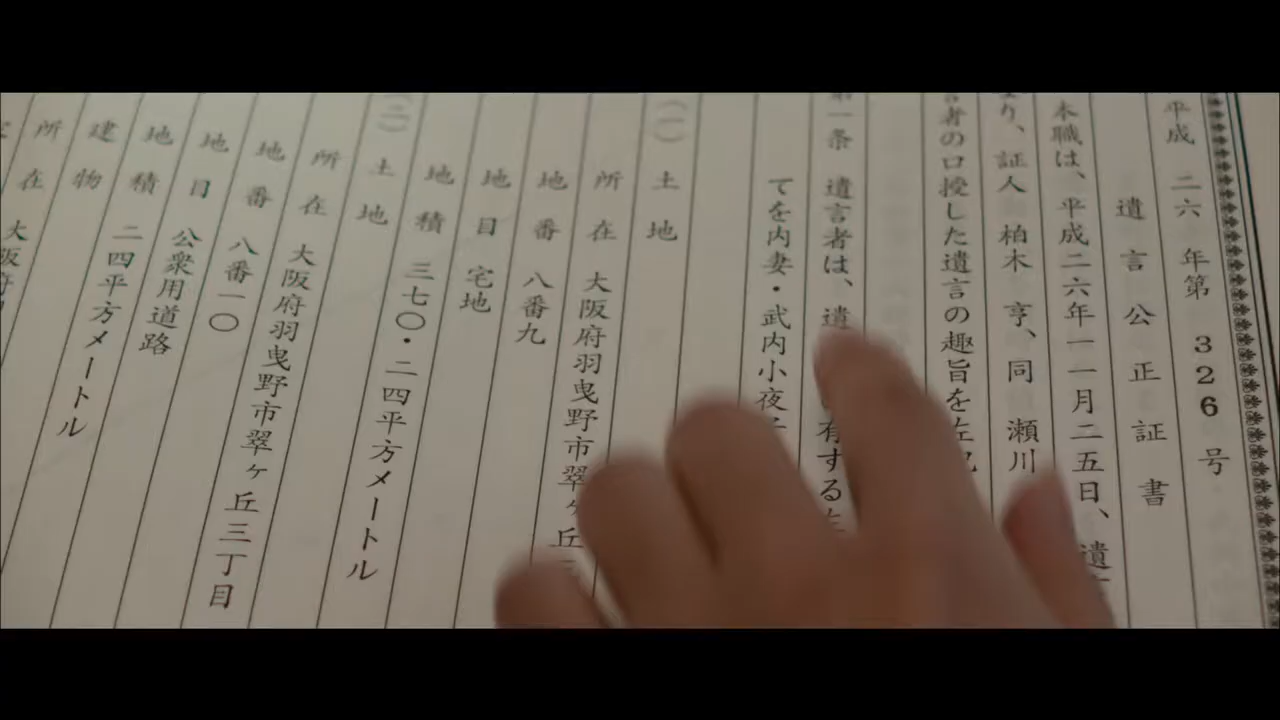 平成 二六 年第 326 号
遺言公正証書
本職は、平成二六年一一月二五日、遺
り、証人 柏木 亨、同 瀬川
者の口授した遺言の趣旨を左
一条 遺言者は、遺 有する
てを内妻・武内小夜
(一) 土地
所在 大阪府羽曳野市翠ヶ丘
地番 八番九
地目 宅地
地積 三七〇・二四平方メートル
(二) 土地
所在 大阪府羽曳野市翠ヶ丘三丁目
地番 八番一〇
地目 公衆用道路
地積 二四平方メートル
建物
所在 大阪府